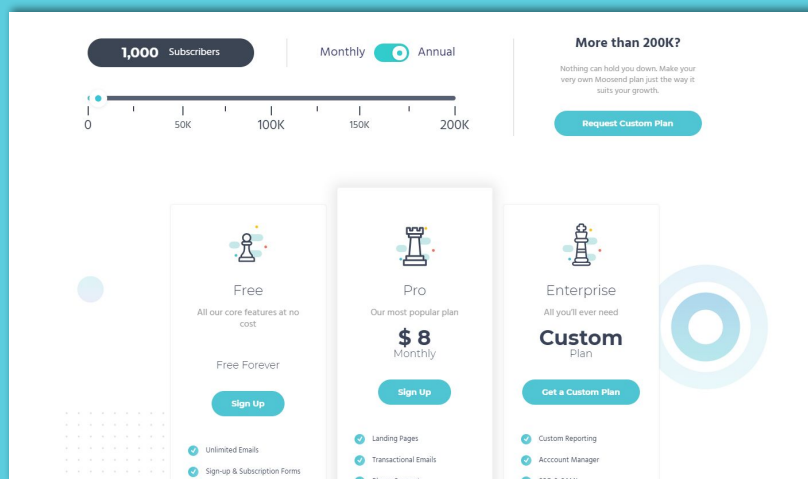 1,000 Subscribers
Monthly Annual
0 50K 100K 150K 200K
More than 200K?
Nothing can hold you down. Make your
very own Moosend plan just the way it
suits your growth.
Request Custom Plan
Free
All our core features at no
cost
Free Forever
Sign Up
Unlimited Emails
Sign-up & Subscription Forms
Pro
Our most popular plan
$ 8
Monthly
Sign Up
Landing Pages
Transactional Emails
Enterprise
All you'll ever need
Custom
Plan
Get a Custom Plan
Custom Reporting
Acccount Manager